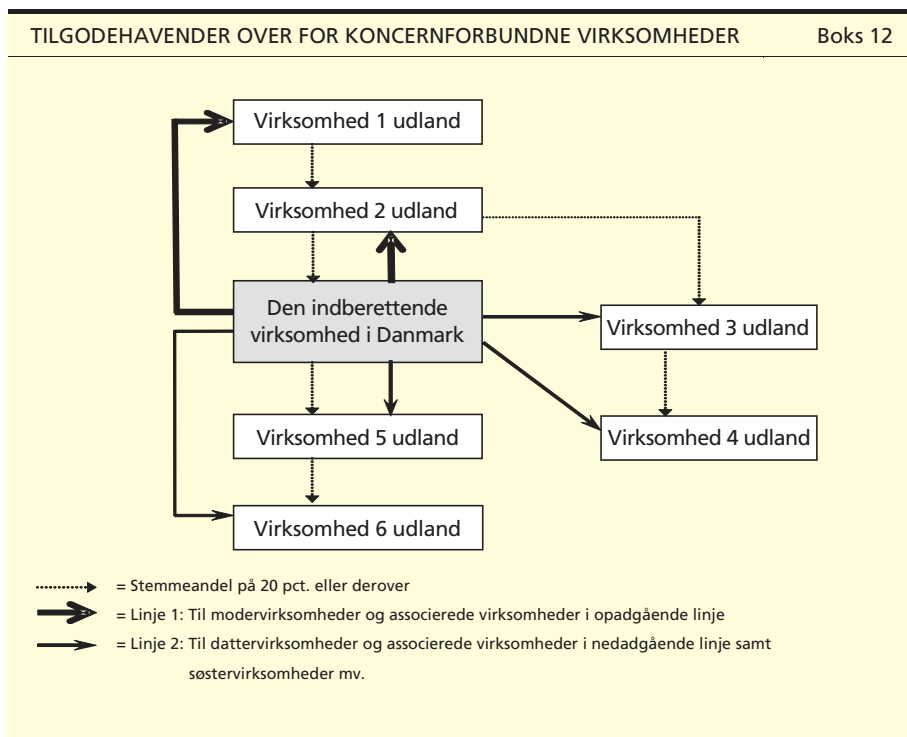 TILGODEHAVENDER OVER FOR KONCERNFORBUNDNE VIRKSOMHEDER Boks 12
Virksomhed 1 udland
Virksomhed 2 udland
Den indberettende
virksomhed i Danmark
Virksomhed 3 udland
Virksomhed 5 udland
Virksomhed 4 udland
Virksomhed 6 udland
= Stemmeandel på 20 pct. eller derover
= Linje 1: Til modervirksomheder og associerede virksomheder i opadgående linje
= Linje 2: Til dattervirksomheder og associerede virksomheder i nedadgående linje samt
søstervirksomheder mv.